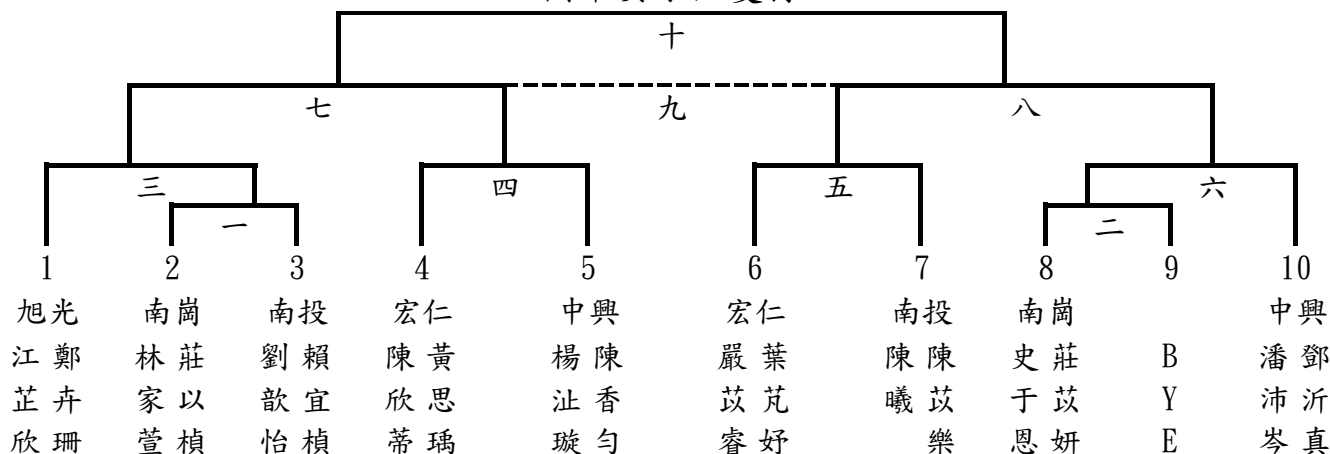 十
七 九 八
三 四 五 六
一 二
1 2 3 4 5 6 7 8 9 10
旭光 南崗 南投 宏仁 中興 宏仁 南投 南崗 中興
江 鄭 林 莊 劉 賴 陳 黃 楊 陳 嚴 葉 陳 陳 史 莊 B 潘 鄧
芷 卉 家 以 歆 宜 欣 思 沚 香 苡 芃 曦 苡 于 苡 Y 沛 沂
欣 珊 萱 楨 怡 楨 蒂 瑀 璇 勻 睿 妤 樂 恩 妍 E 岑 真